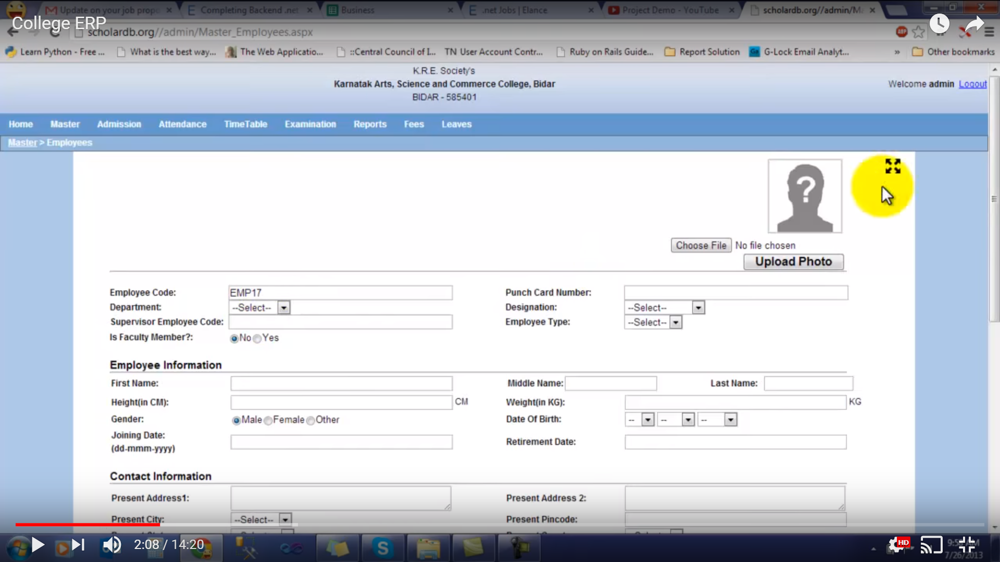 Update on your job propo
Completing Backend .net
Business
.net Jobs | Elance
Project Demo - YouTube
scholardb.org//admin/Ma
College ERP
scholardb.org//admin/Master_Employees.aspx
ABP
Learn Python - Free ...
What is the best way...
The Web Applicatio...
::Central Council of I...
TN User Account Contr...
Ruby on Rails Guide...
Report Solution
G-Lock Email Analyt...
»
Other bookmarks
K.R.E. Society's
Karnatak Arts, Science and Commerce College, Bidar
BIDAR - 585401
Welcome admin Logout
Home Master Admission Attendance TimeTable Examination Reports Fees Leaves
Master > Employees
Choose File No file chosen
Upload Photo
Employee Code: EMP17 Punch Card Number:
Department: --Select-- Designation: --Select--
Supervisor Employee Code: Employee Type: --Select--
Is Faculty Member?: No Yes
Employee Information
First Name: Middle Name: Last Name:
Height(in CM): CM Weight(in KG): KG
Gender: Male Female Other Date Of Birth: -- -- --
Joining Date:
(dd-mmm-yyyy) Retirement Date:
Contact Information
Present Address1: Present Address 2:
Present City: --Select-- Present Pincode:
2:08 / 14:20
HD
7/26/2013